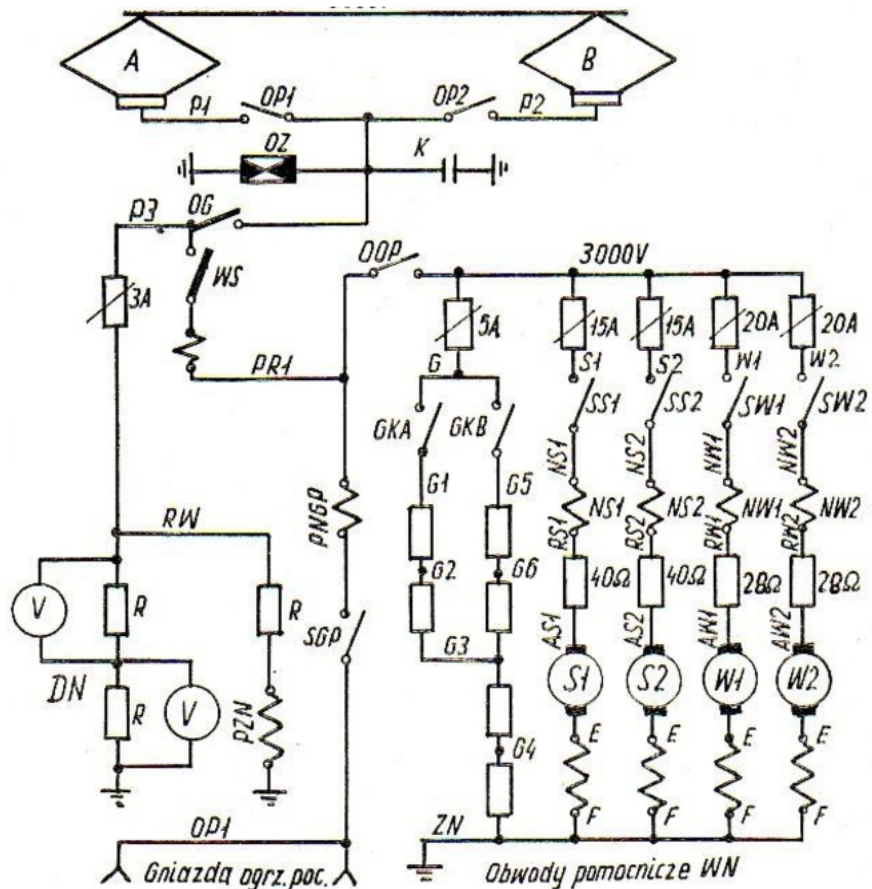 A
B
P1
OP1
OP2
P2
OZ
K
P3
OG
WS
OOP
3000V
3A
5A
15A
15A
20A
20A
PR1
G
S1
S2
W1
W2
GKA
GKB
SS1
SS2
SW1
SW2
G1
G5
NS1
NS2
NW1
NW2
PNGP
NS1
NS2
NW1
NW2
RW
RS1
RS2
RW1
RW2
V
R
R
G2
G6
40Ω
40Ω
28Ω
28Ω
SGP
G3
AS1
AS2
AW1
AW2
DN
S1
S2
W1
W2
R
V
PZN
G4
E
E
E
E
F
F
F
F
OP1
ZN
Gniazda ogrz. poc.
Obwody pomocnicze WN